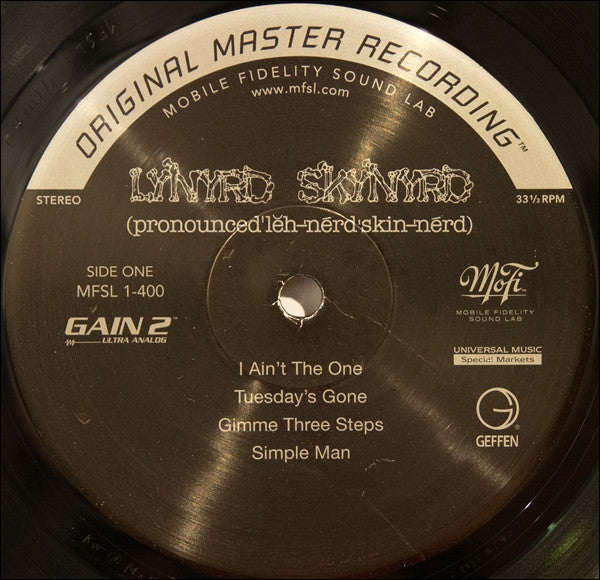 ORIGINAL MASTER RECORDING™
MOBILE FIDELITY SOUND LAB
www.mfsl.com
STEREO
33⅓ RPM
LYNYRD SKYNYRD
(pronounced 'lĕh-'nérd 'skin-'nérd)
SIDE ONE
MFSL 1-400
GAIN 2™
ULTRA ANALOG
MoFi™
MOBILE FIDELITY
SOUND LAB
UNIVERSAL MUSIC
Special Markets
GEFFEN®
I Ain't The One
Tuesday's Gone
Gimme Three Steps
Simple Man